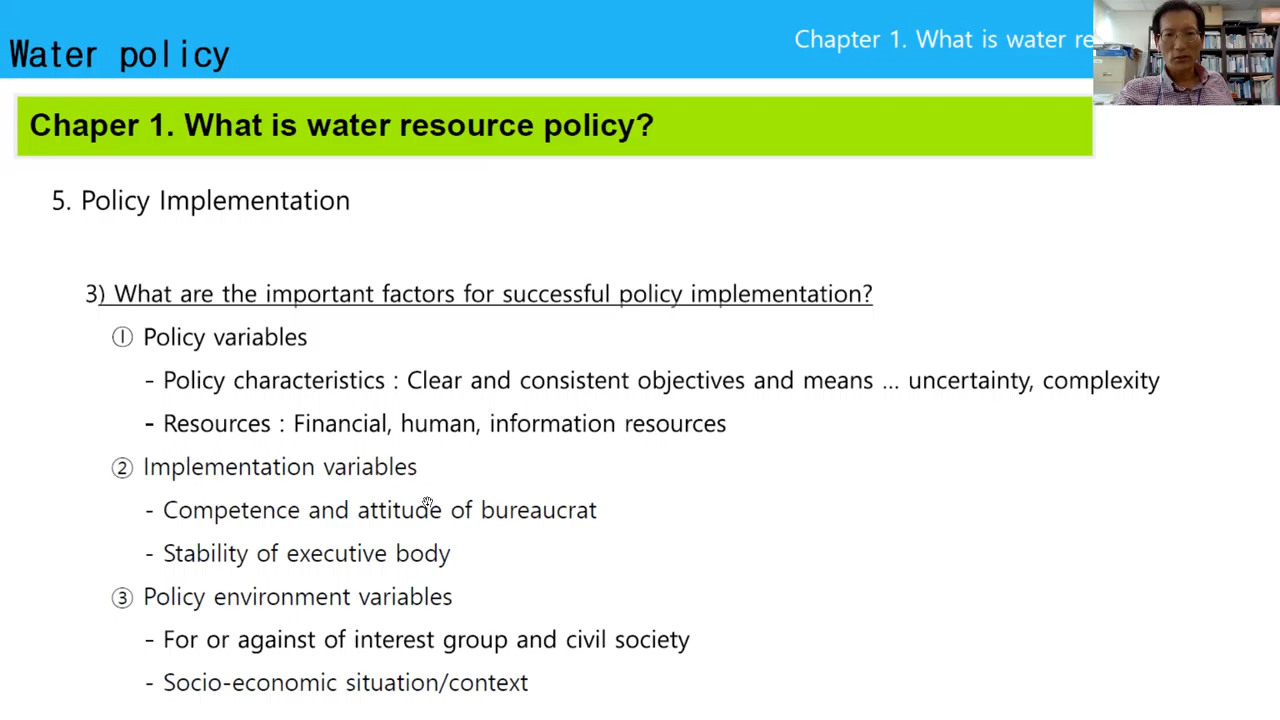 Water policy
Chapter 1. What is water re
Chaper 1. What is water resource policy?
5. Policy Implementation
3) What are the important factors for successful policy implementation?
① Policy variables
- Policy characteristics : Clear and consistent objectives and means ... uncertainty, complexity
- Resources : Financial, human, information resources
② Implementation variables
- Competence and attitude of bureaucrat
- Stability of executive body
③ Policy environment variables
- For or against of interest group and civil society
- Socio-economic situation/context